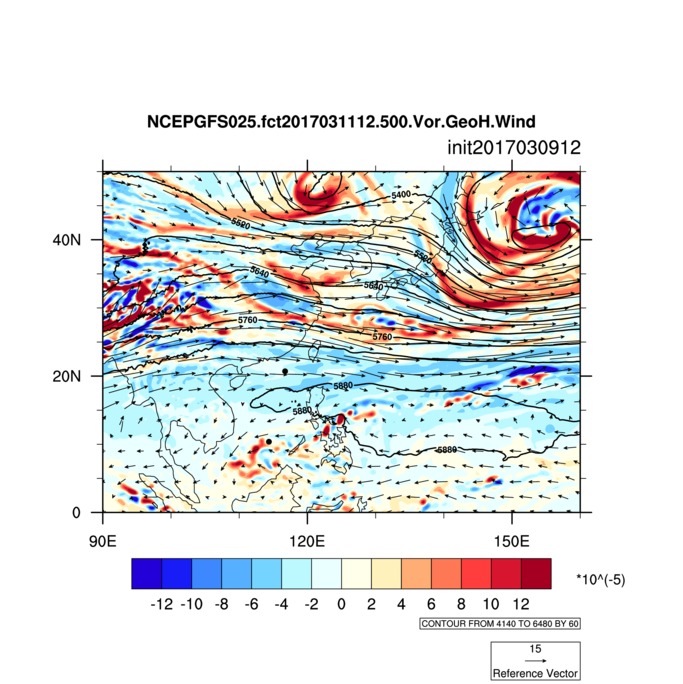 NCEPGFS025.fct2017031112.500.Vor.GeoH.Wind
init2017030912
5400
40N
5520
5640
5640
5760
5760
20N
5880
5880
5880
0
90E 120E 150E
-12 -10 -8 -6 -4 -2 0 2 4 6 8 10 12
*10^(-5)
CONTOUR FROM 4140 TO 6480 BY 60
15
Reference Vector